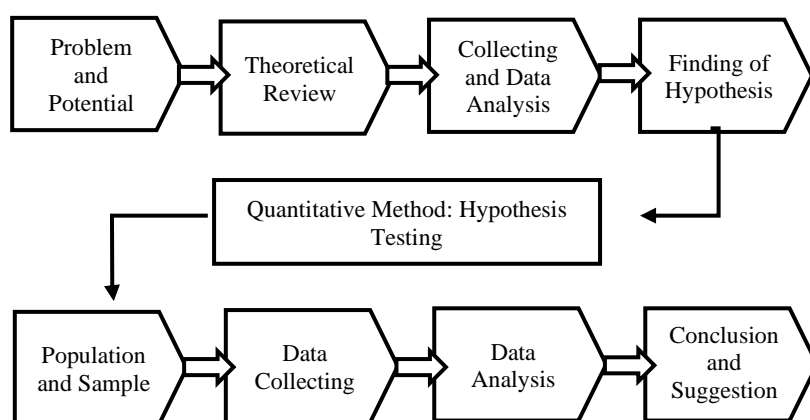 Problem
and
Potential
Theoretical
Review
Collecting
and Data
Analysis
Finding of
Hypothesis
Quantitative Method: Hypothesis
Testing
Population
and Sample
Data
Collecting
Data
Analysis
Conclusion
and
Suggestion